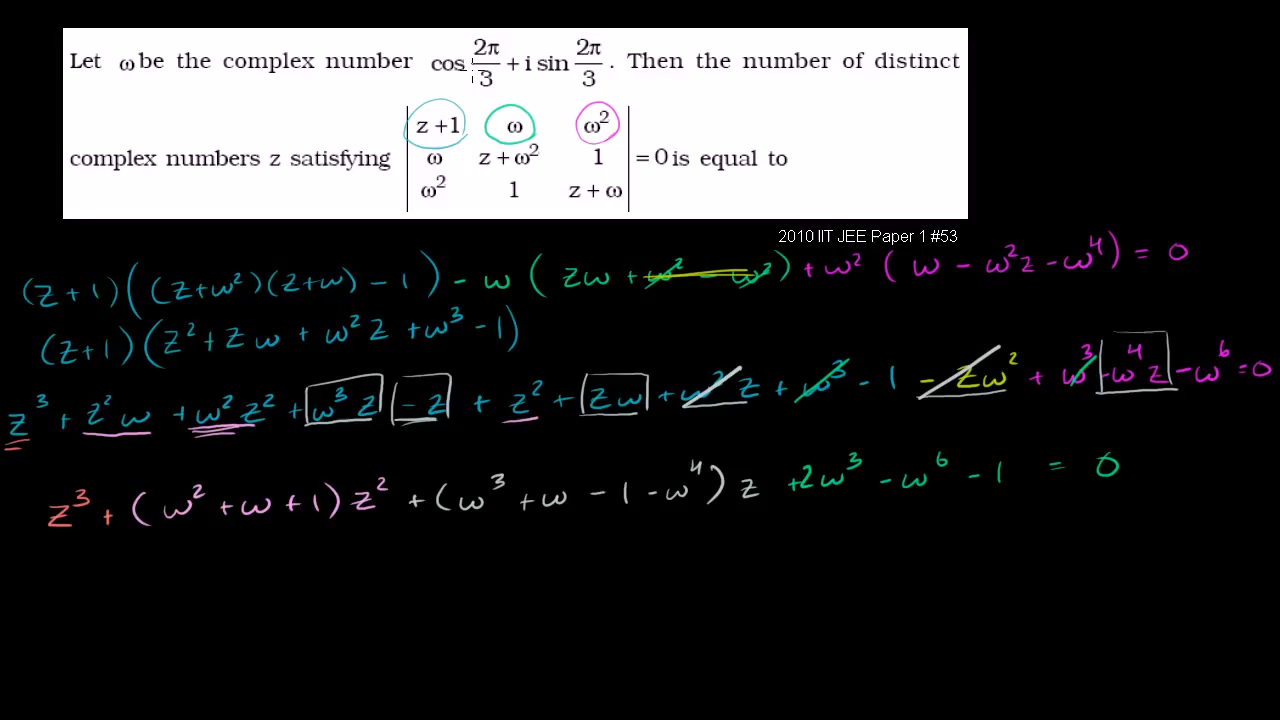 Let ω be the complex number cos 2π/3 + i sin 2π/3 . Then the number of distinct
complex numbers z satisfying | z +1 ω ω² | = 0 is equal to
ω z + ω² 1
ω² 1 z + ω
2010 IIT JEE Paper 1 #53
(z + 1)((z+ω²)(z+ω) - 1) - ω (zω + ω² - ω²) + ω² (ω - ω²z - ω⁴) = 0
(z+1)(z² + zω + ω²z + ω³ - 1)
z³ + z²ω + ω²z² + ω³z - z + z² + zω + ω²z + ω³ - 1 - zω² + ω³ - ω⁴z - ω⁶ = 0
z³ + (ω² + ω + 1) z² + (ω³ + ω - 1 - ω⁴) z + 2ω³ - ω⁶ - 1 = 0